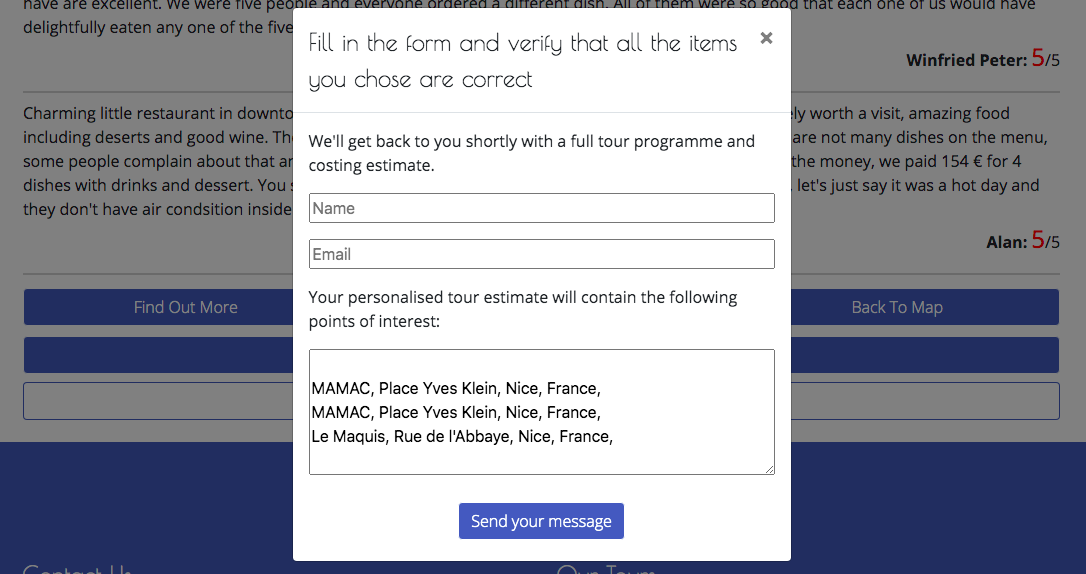 have are excellent. We were five people and everyone ordered a different dish. All of them were so good that each one of us would have
delightfully eaten any one of the five
Winfried Peter: 5/5
Charming little restaurant in downto
ly worth a visit, amazing food
including deserts and good wine. The
are not many dishes on the menu,
some people complain about that ar
the money, we paid 154 € for 4
dishes with drinks and dessert. You s
let's just say it was a hot day and
they don't have air condsition inside
Find Out More
Back To Map
Fill in the form and verify that all the items
you chose are correct
×
We'll get back to you shortly with a full tour programme and
costing estimate.
Name
Email
Your personalised tour estimate will contain the following
points of interest:
MAMAC, Place Yves Klein, Nice, France,
MAMAC, Place Yves Klein, Nice, France,
Le Maquis, Rue de l'Abbaye, Nice, France,
Send your message
Alan: 5/5
Contact Us
Our Tours